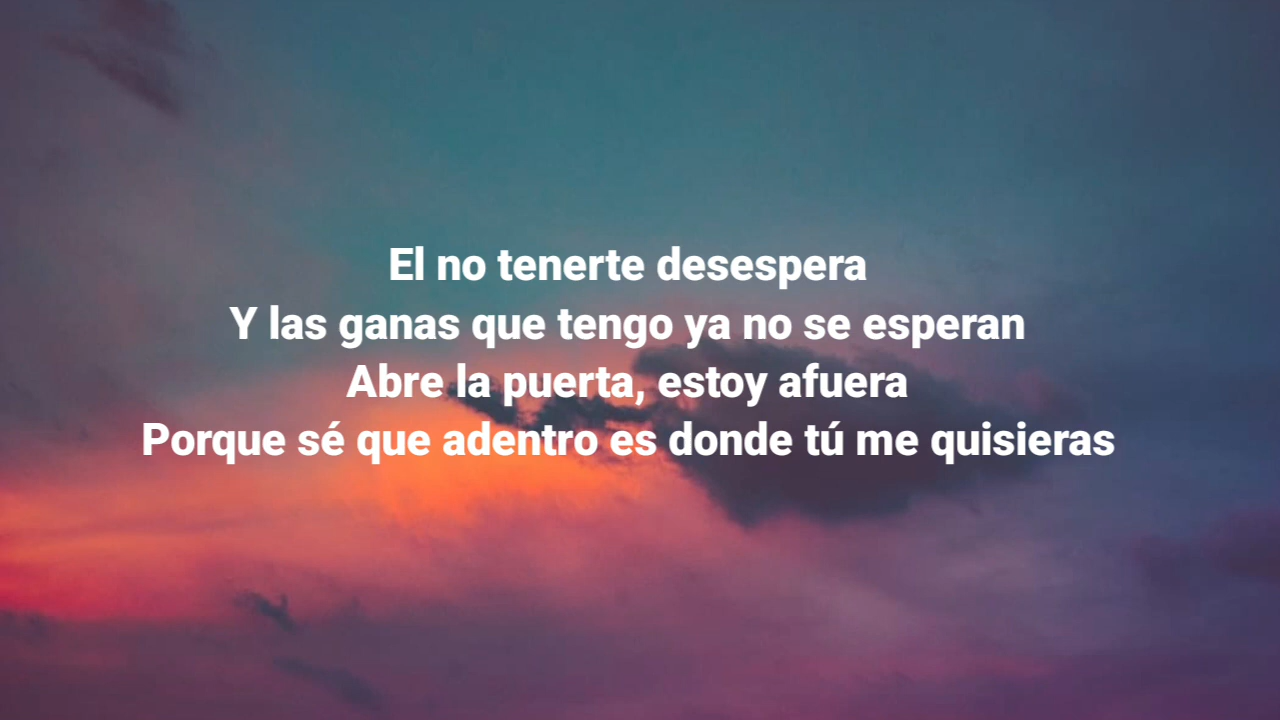 El no tenerte desespera
Y las ganas que tengo ya no se esperan
Abre la puerta, estoy afuera
Porque sé que adentro es donde tú me quisieras